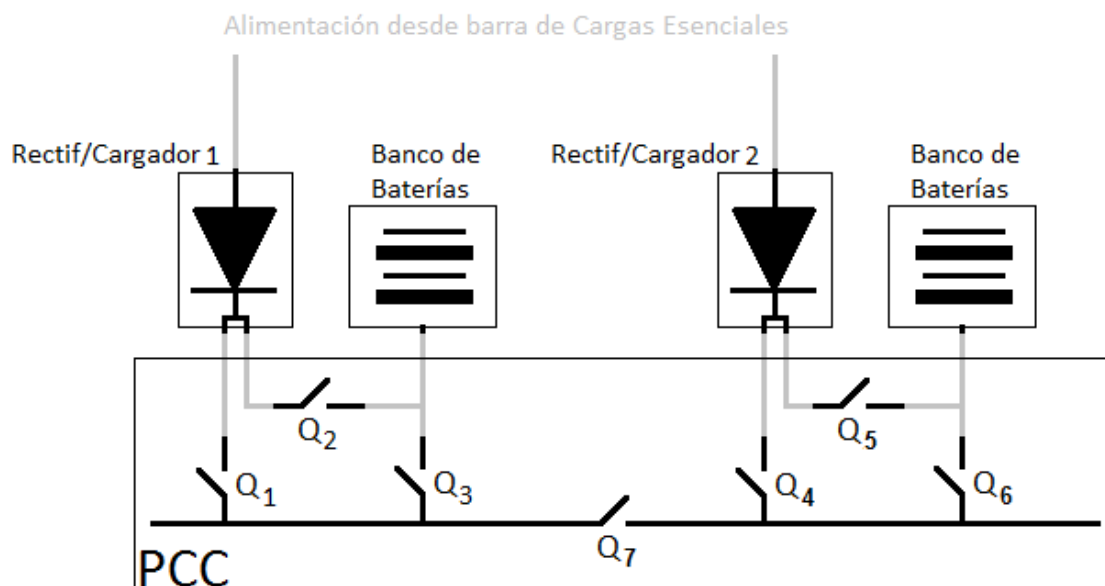 Alimentación desde barra de Cargas Esenciales
Rectif/Cargador 1
Banco de
Baterías
Rectif/Cargador 2
Banco de
Baterías
Q2
Q5
Q1
Q3
Q4
Q6
Q7
PCC